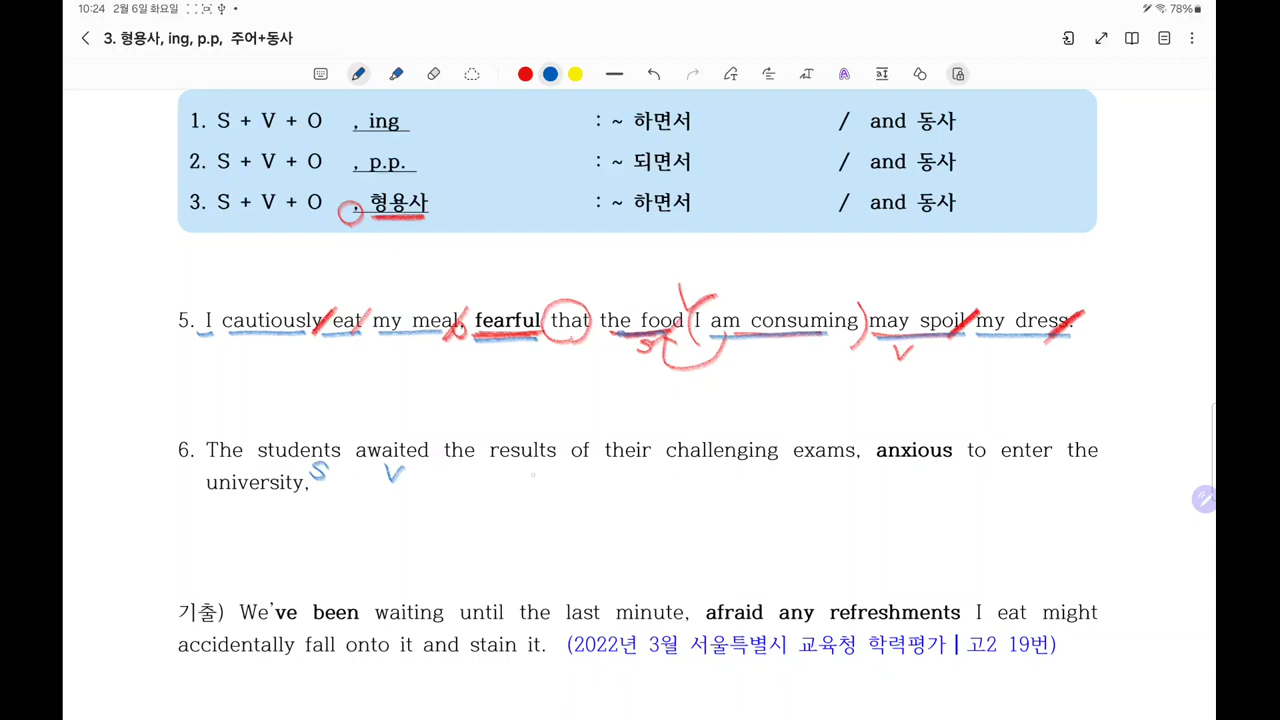 10:24 2월 6일 화요일
78%
3. 형용사, ing, p.p, 주어+동사
1. S + V + O , ing : ~ 하면서 / and 동사
2. S + V + O , p.p. : ~ 되면서 / and 동사
3. S + V + O , 형용사 : ~ 하면서 / and 동사
5. I cautiously eat my meal, fearful that the food I am consuming may spoil my dress.
S V
6. The students awaited the results of their challenging exams, anxious to enter the
university,
S V
기출) We've been waiting until the last minute, afraid any refreshments I eat might
accidentally fall onto it and stain it. (2022년 3월 서울특별시 교육청 학력평가 | 고2 19번)